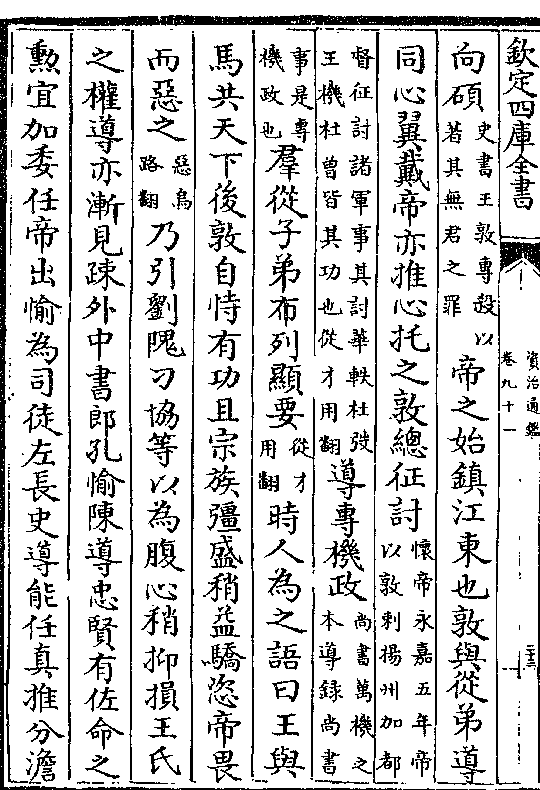 欽定四庫全書
資治通鑑
卷九十一
向碩史書王敦專殺以若其無君之罪帝之始鎮江東也敦與從弟導
同心翼戴帝亦推心托之敦總征討懷帝永嘉五年帝以敦刺揚州加都
督征討諸軍事其討華軼杜弢王機杜曾皆其功也從才用翻導專機政尚書萬機之本導錄尚書
事是專機政也羣從子弟布列顯要從才用翻時人為之語曰王與
馬共天下後敦自恃有功且宗族彊盛稍益驕恣帝畏
而惡之惡烏路翻乃引劉隗刁協等以為腹心稍抑損王氏
之權導亦漸見疎外中書郎孔愉陳導忠賢有佐命之
勲宜加委任帝出愉為司徒左長史導能任真推分澹